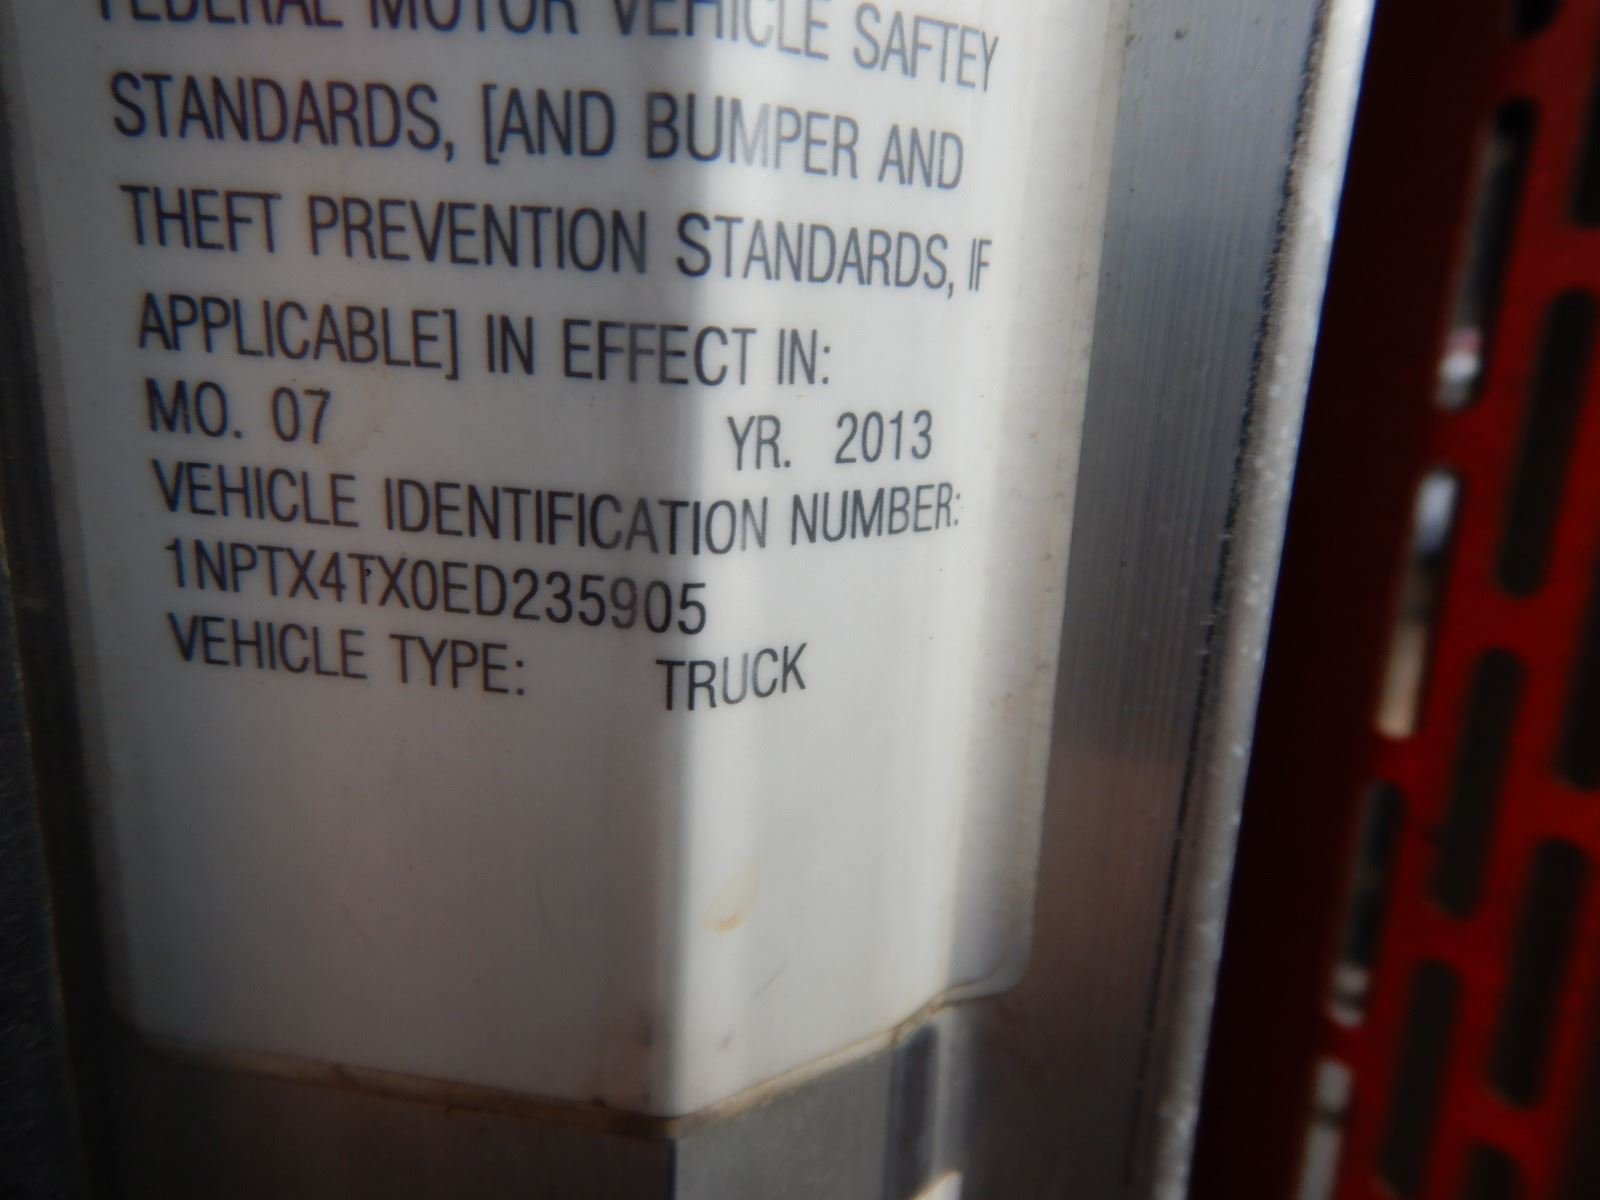 FEDERAL MOTOR VEHICLE SAFTEY
STANDARDS, [AND BUMPER AND
THEFT PREVENTION STANDARDS, IF
APPLICABLE] IN EFFECT IN:
MO. 07 YR. 2013
VEHICLE IDENTIFICATION NUMBER:
1NPTX4TX0ED235905
VEHICLE TYPE: TRUCK